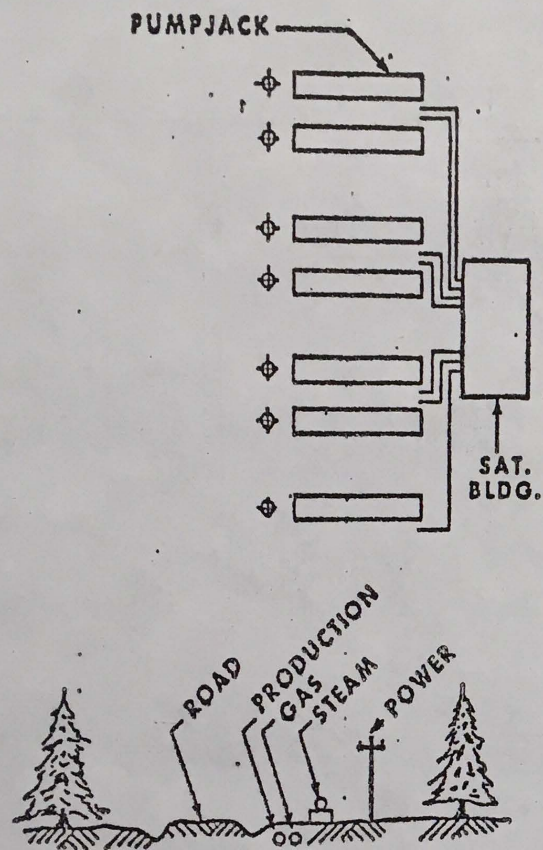 PUMPJACK
SAT.
BLDG.
ROAD
PRODUCTION
GAS
STEAM
POWER